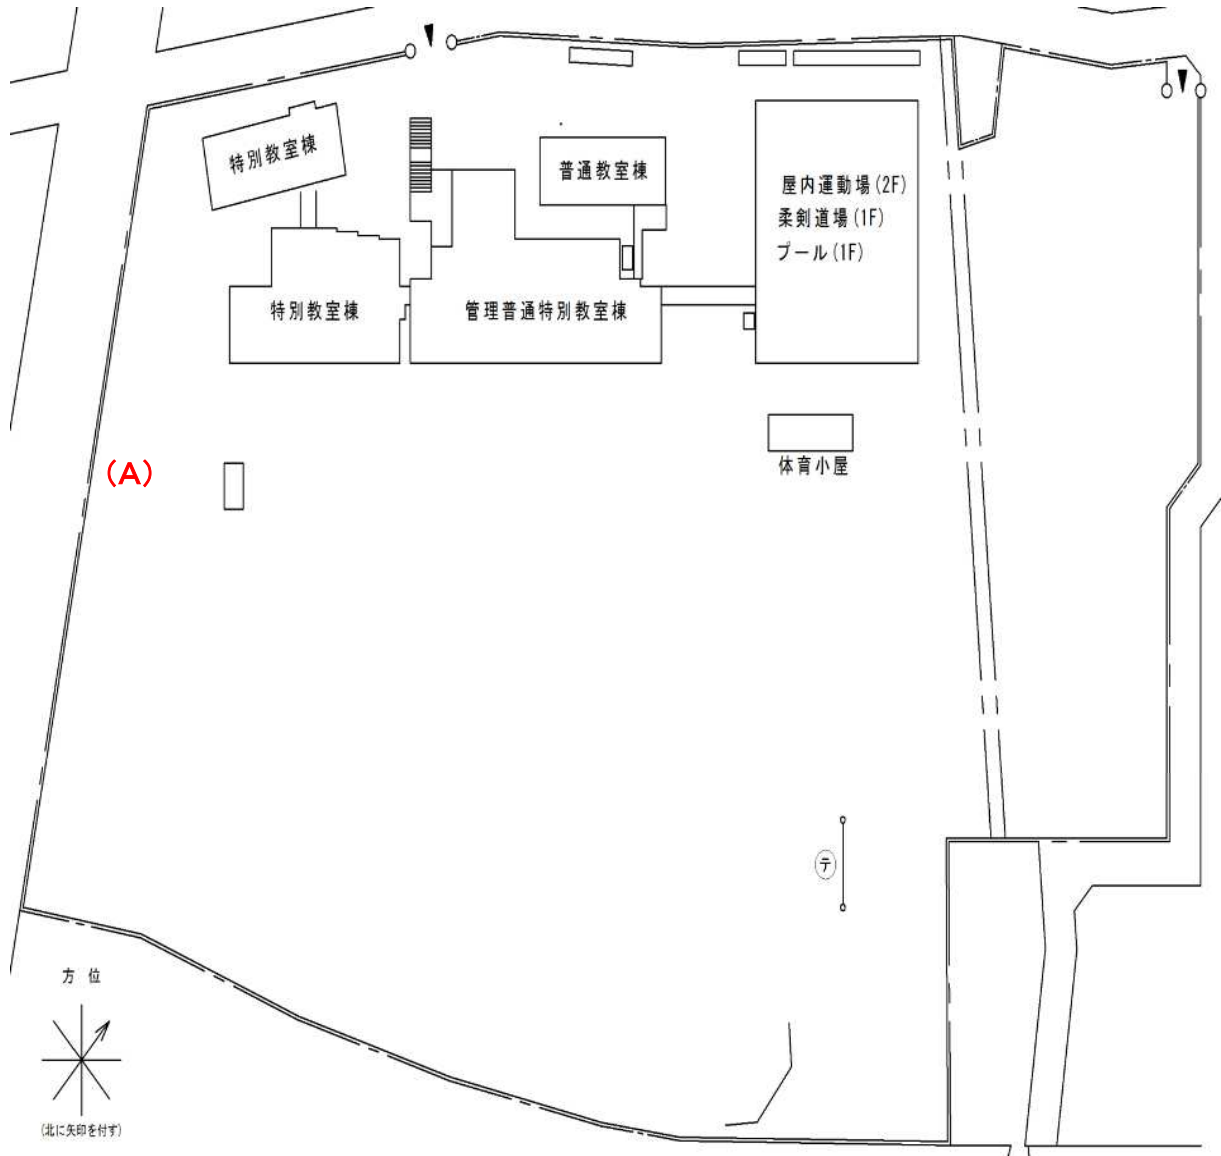 特別教室棟
普通教室棟
屋内運動場(2F)
柔剣道場(1F)
プール(1F)
特別教室棟
管理普通特別教室棟
(A)
体育小屋
テ
方位
(北に矢印を付す)